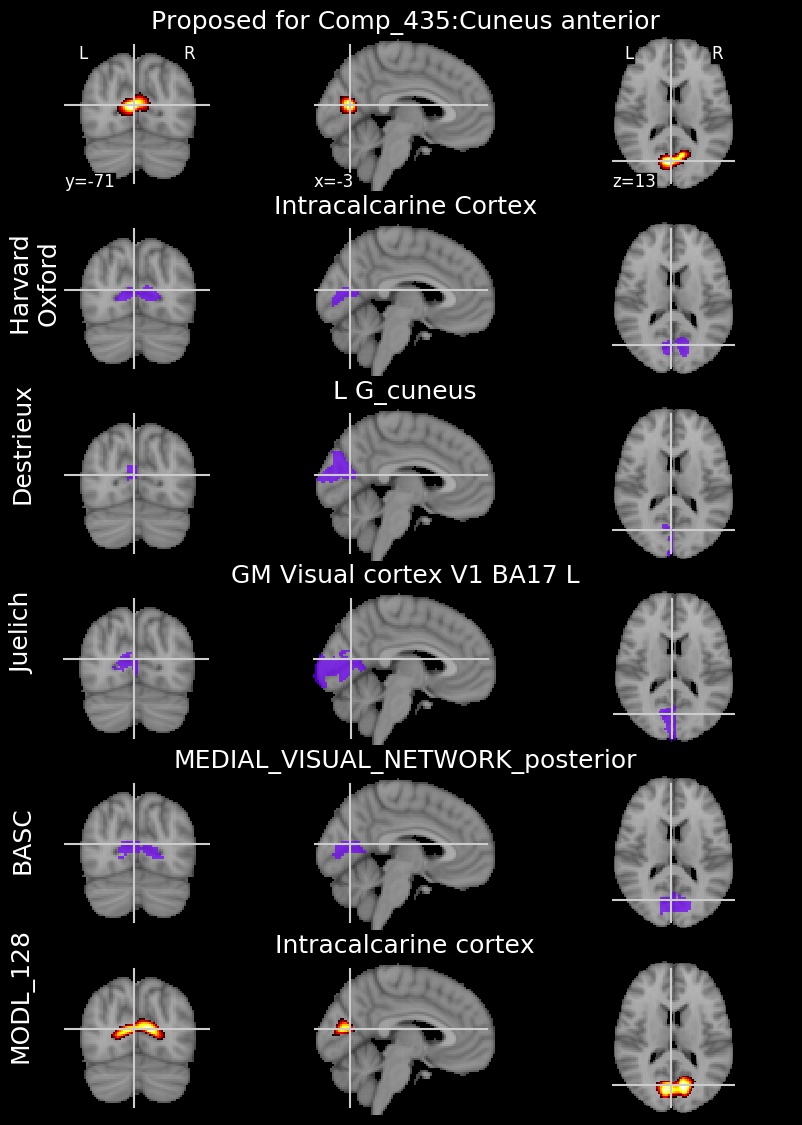 Proposed for Comp_435:Cuneus anterior
L R
L R
y=-71
x=-3
z=13
Intracalcarine Cortex
Harvard
Oxford
L G_cuneus
Destrieux
GM Visual cortex V1 BA17 L
Juelich
MEDIAL_VISUAL_NETWORK_posterior
BASC
Intracalcarine cortex
MODL_128